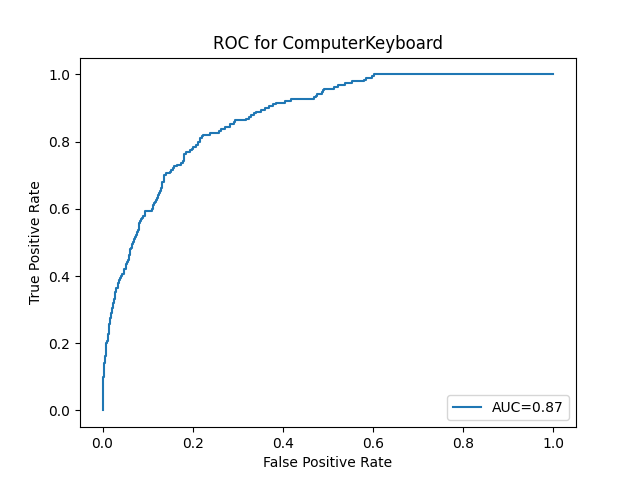 ROC for ComputerKeyboard
1.0
0.8
0.6
0.4
0.2
0.0
True Positive Rate
0.0 0.2 0.4 0.6 0.8 1.0
False Positive Rate
AUC=0.87